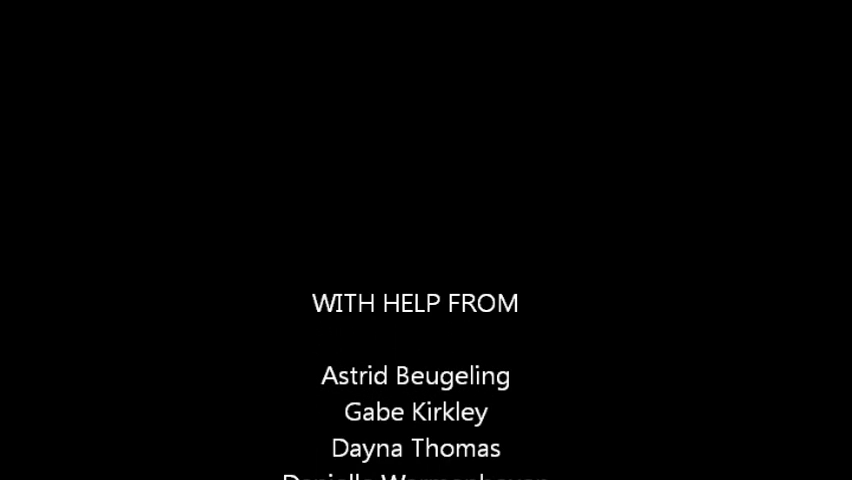 WITH HELP FROM
Astrid Beugeling
Gabe Kirkley
Dayna Thomas